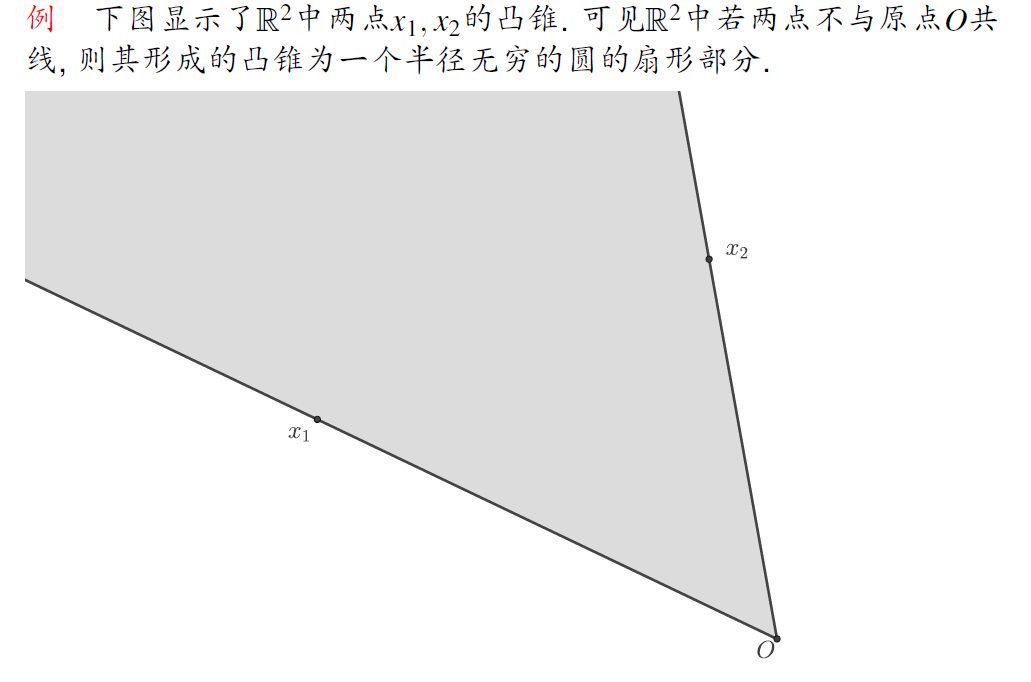 例 下图显示了ℝ²中两点x₁, x₂的凸锥. 可见ℝ²中若两点不与原点O共
线, 则其形成的凸锥为一个半径无穷的圆的扇形部分.
x₂
x₁
O